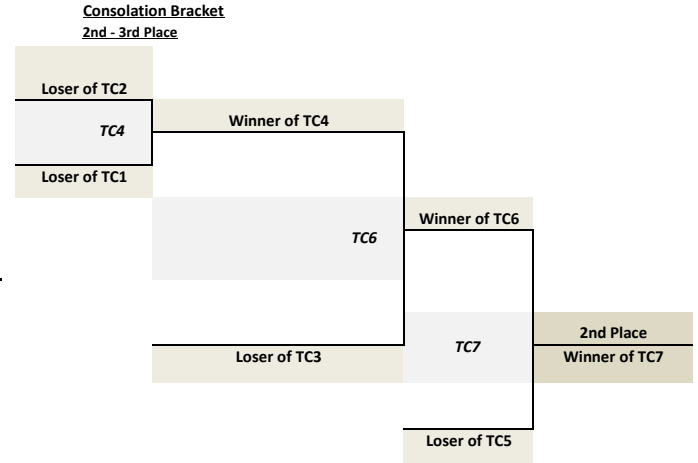 Consolation Bracket
2nd - 3rd Place
Loser of TC2
TC4
Winner of TC4
Loser of TC1
Winner of TC6
TC6
2nd Place
TC7
Loser of TC3
Winner of TC7
Loser of TC5